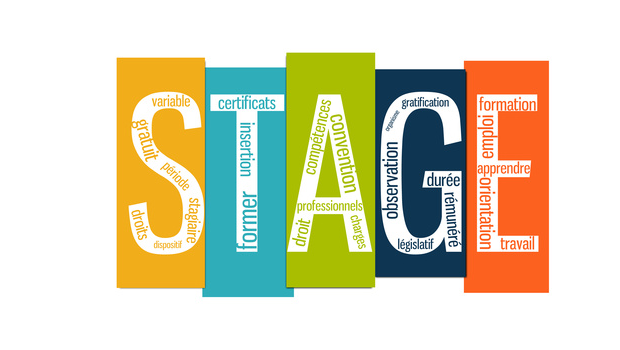 STAGE
variable
gratuit
période
stagiaire
droits
dispositif
certificats
insertion
former
compétences
convention
professionnels
droit
charges
gratification
organisme
observation
durée
rémunéré
législatif
formation
emploi
apprendre
orientation
travail